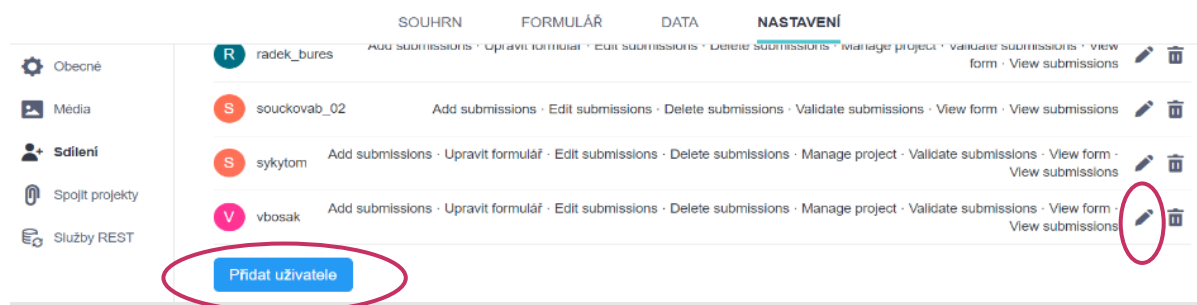 SOUHRN FORMULÁŘ DATA NASTAVENÍ
Obecné
Média
Sdílení
Spojit projekty
Služby REST
R radek_bures Add submissions · Upravit formulář · Edit submissions · Delete submissions · Manage project · Validate submissions · View
form · View submissions
S souckovab_02 Add submissions · Edit submissions · Delete submissions · Validate submissions · View form · View submissions
S sykytom Add submissions · Upravit formulář · Edit submissions · Delete submissions · Manage project · Validate submissions · View form ·
View submissions
V vbosak Add submissions · Upravit formulář · Edit submissions · Delete submissions · Manage project · Validate submissions · View form ·
View submissions
Přidat uživatele